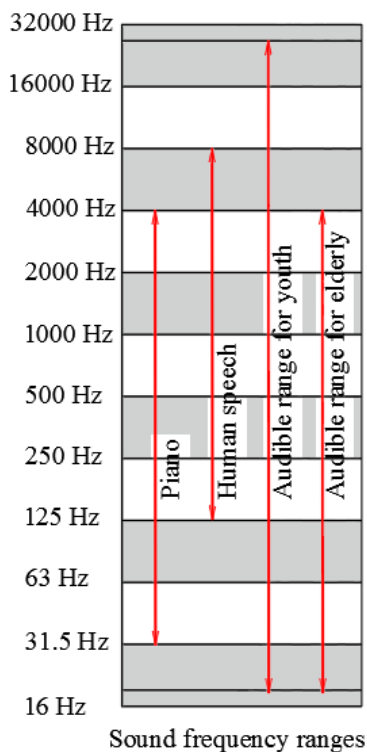 32000 Hz
16000 Hz
8000 Hz
4000 Hz
2000 Hz
1000 Hz
500 Hz
250 Hz
125 Hz
63 Hz
31.5 Hz
16 Hz
Piano
Human speech
Audible range for youth
Audible range for elderly
Sound frequency ranges